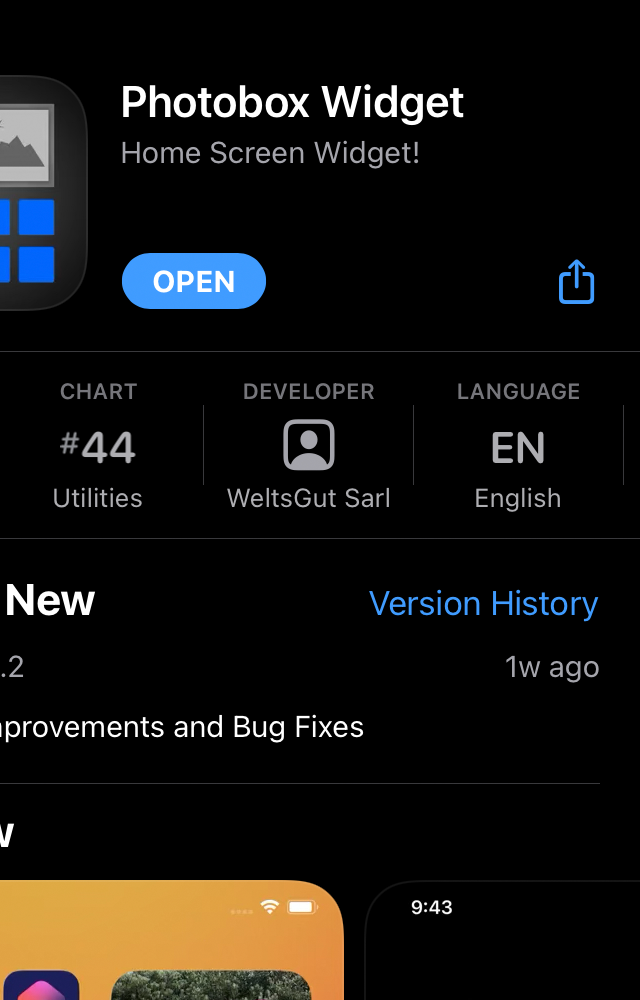 Photobox Widget
Home Screen Widget!
OPEN
CHART
DEVELOPER
LANGUAGE
#44
EN
Utilities
WeltsGut Sarl
English
New
Version History
.2
1w ago
provements and Bug Fixes
w
9:43